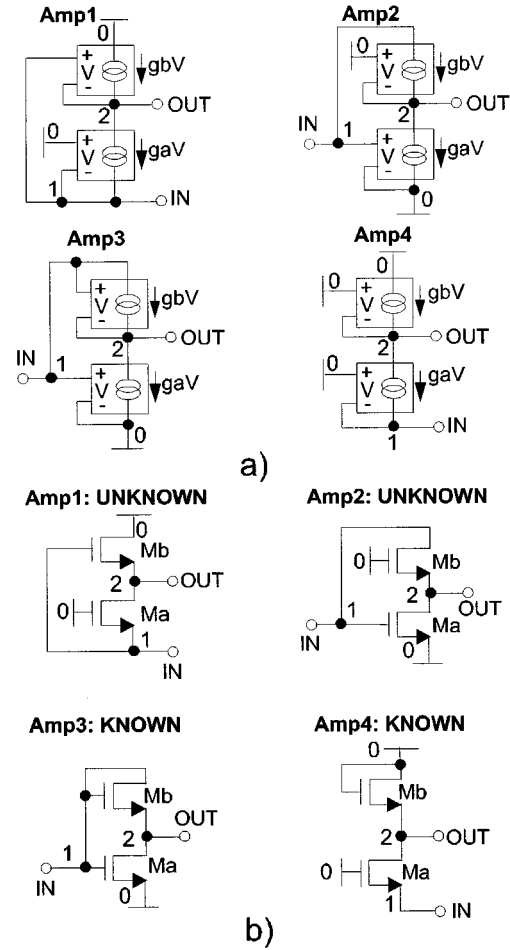 Amp1
0
+
V
-
gbV
2
OUT
0
+
V
-
gaV
1
IN
Amp2
0
+
V
-
gbV
2
OUT
IN
1
+
V
-
gaV
0
Amp3
+
V
-
gbV
2
OUT
IN
1
+
V
-
gaV
0
Amp4
0
0
+
V
-
gbV
2
OUT
0
+
V
-
gaV
1
IN
a)
Amp1: UNKNOWN
0
Mb
2
OUT
0
Ma
1
IN
Amp2: UNKNOWN
0
Mb
2
OUT
1
IN
Ma
0
Amp3: KNOWN
Mb
2
OUT
1
IN
Ma
0
Amp4: KNOWN
0
Mb
2
OUT
0
Ma
1
IN
b)